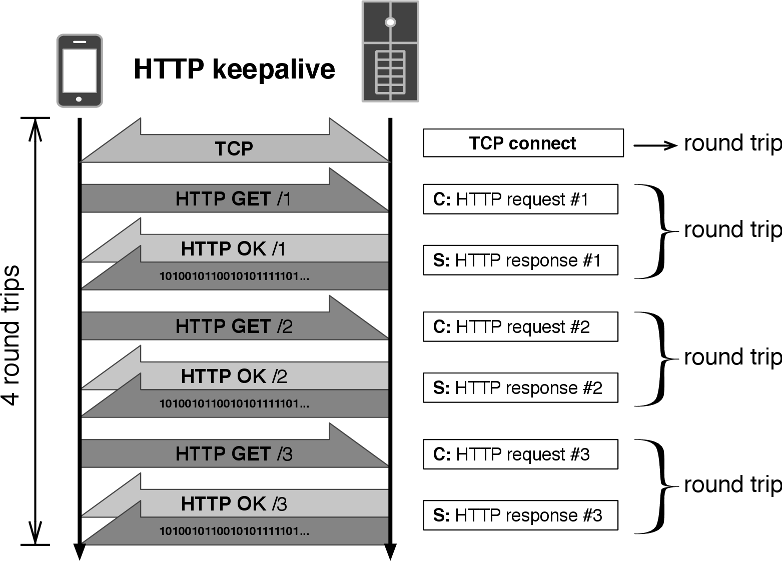 HTTP keepalive
TCP
TCP connect
round trip
HTTP GET /1
C: HTTP request #1
round trip
HTTP OK /1
S: HTTP response #1
1010010110010101111101...
HTTP GET /2
C: HTTP request #2
round trip
HTTP OK /2
S: HTTP response #2
1010010110010101111101...
HTTP GET /3
C: HTTP request #3
round trip
HTTP OK /3
S: HTTP response #3
1010010110010101111101...
4 round trips